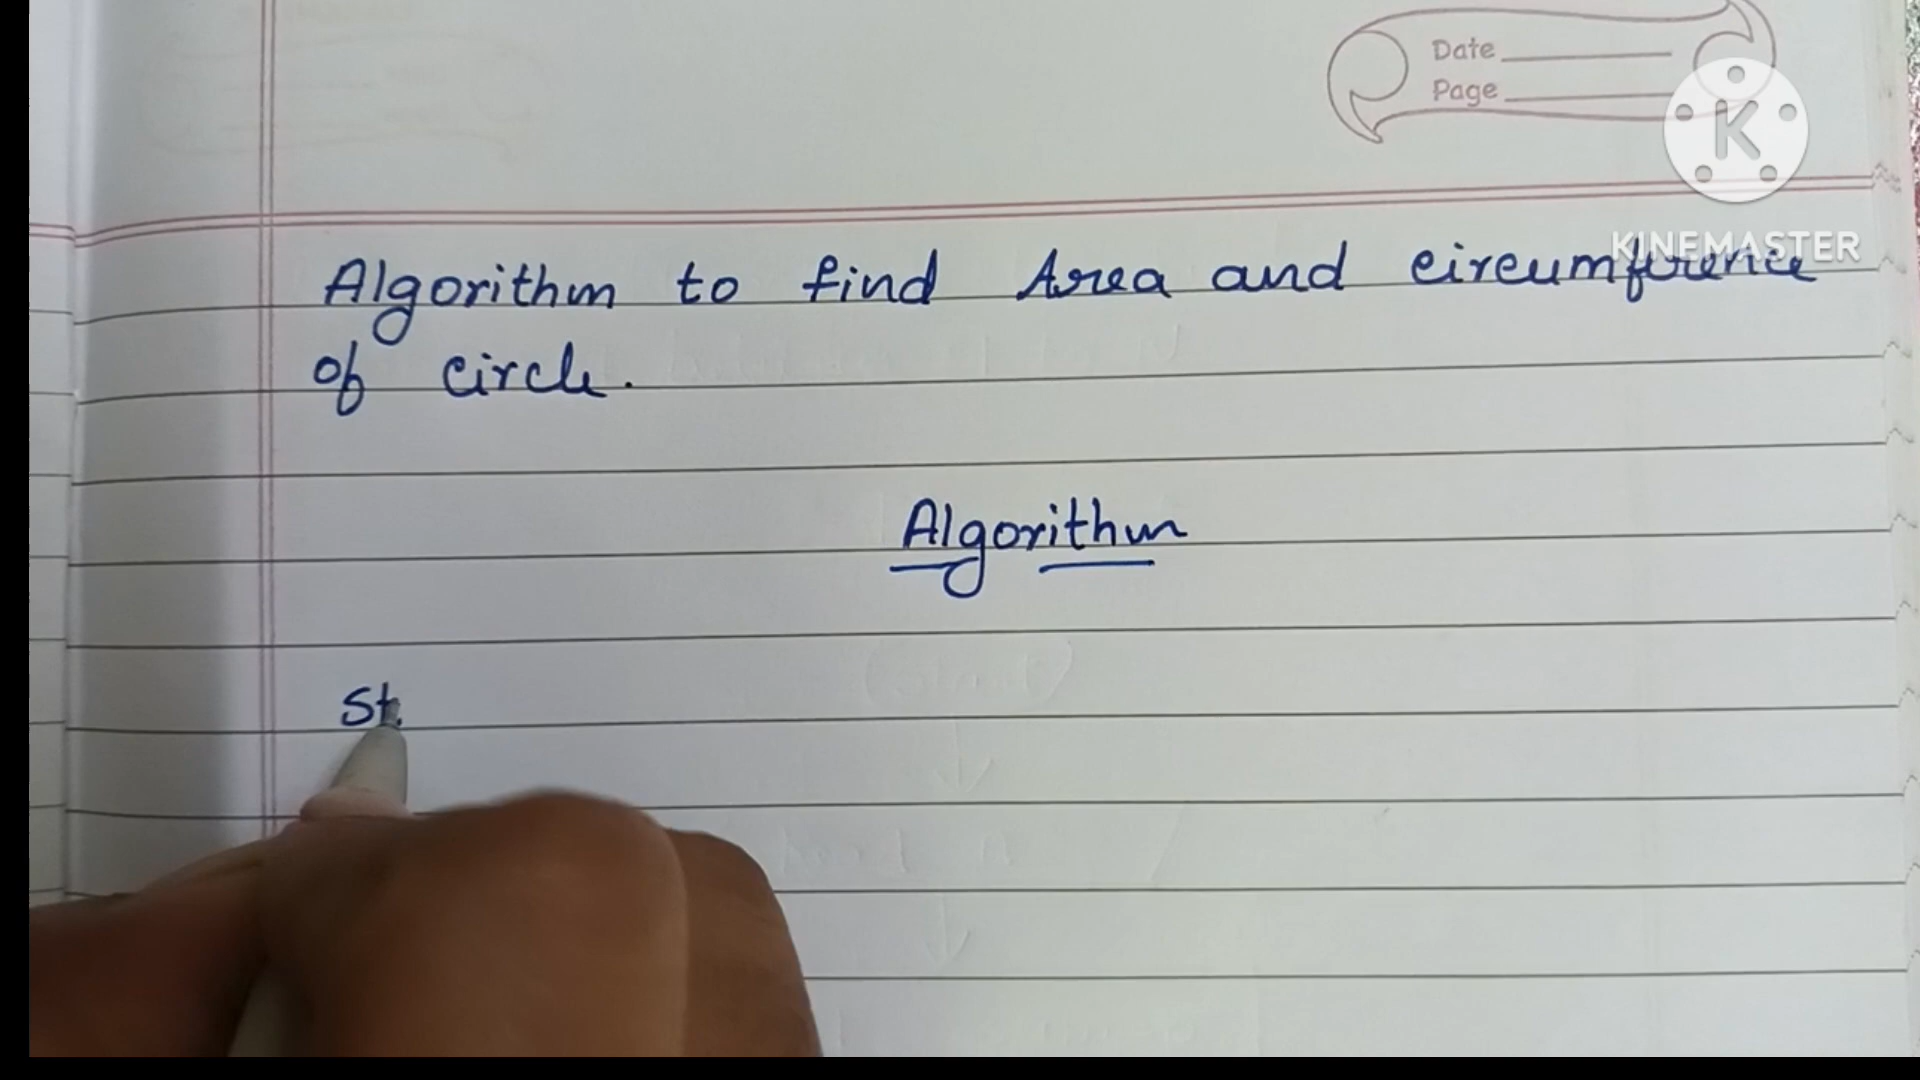 Date
Page
K
KINEMASTER
Algorithm to find Area and circumference
of circle.
Algorithm
St